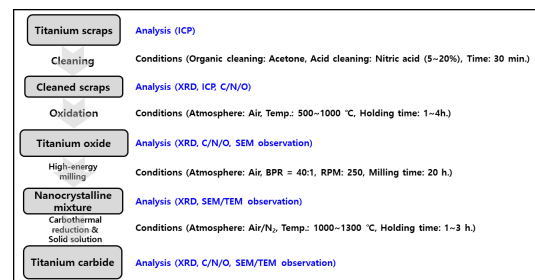 Titanium scraps Analysis (ICP)
Cleaning Conditions (Organic cleaning: Acetone, Acid cleaning: Nitric acid (5~20%), Time: 30 min.)
Cleaned scraps Analysis (XRD, ICP, C/N/O)
Oxidation Conditions (Atmosphere: Air, Temp.: 500~1000 ℃, Holding time: 1~4h.)
Titanium oxide Analysis (XRD, C/N/O, SEM observation)
High-energy
milling Conditions (Atmosphere: Air, BPR = 40:1, RPM: 250, Milling time: 20 h.)
Nanocrystalline
mixture Analysis (XRD, SEM/TEM observation)
Carbothermal
reduction & Conditions (Atmosphere: Air/N₂, Temp.: 1000~1300 ℃, Holding time: 1~3 h.)
Solid solution
Titanium carbide Analysis (XRD, C/N/O, SEM/TEM observation)